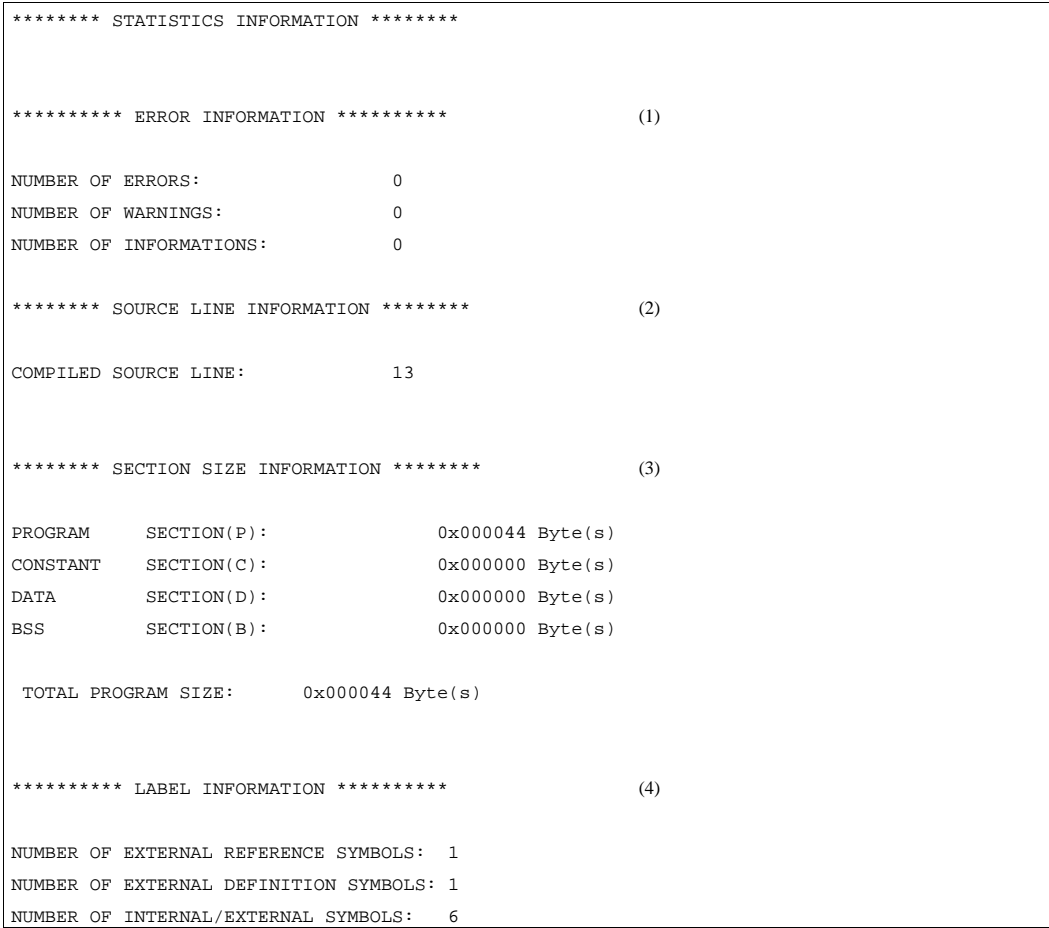 ******** STATISTICS INFORMATION ********
********** ERROR INFORMATION ********** (1)
NUMBER OF ERRORS: 0
NUMBER OF WARNINGS: 0
NUMBER OF INFORMATIONS: 0
******** SOURCE LINE INFORMATION ******** (2)
COMPILED SOURCE LINE: 13
******** SECTION SIZE INFORMATION ******** (3)
PROGRAM SECTION(P): 0x000044 Byte(s)
CONSTANT SECTION(C): 0x000000 Byte(s)
DATA SECTION(D): 0x000000 Byte(s)
BSS SECTION(B): 0x000000 Byte(s)
TOTAL PROGRAM SIZE: 0x000044 Byte(s)
********** LABEL INFORMATION ********** (4)
NUMBER OF EXTERNAL REFERENCE SYMBOLS: 1
NUMBER OF EXTERNAL DEFINITION SYMBOLS: 1
NUMBER OF INTERNAL/EXTERNAL SYMBOLS: 6